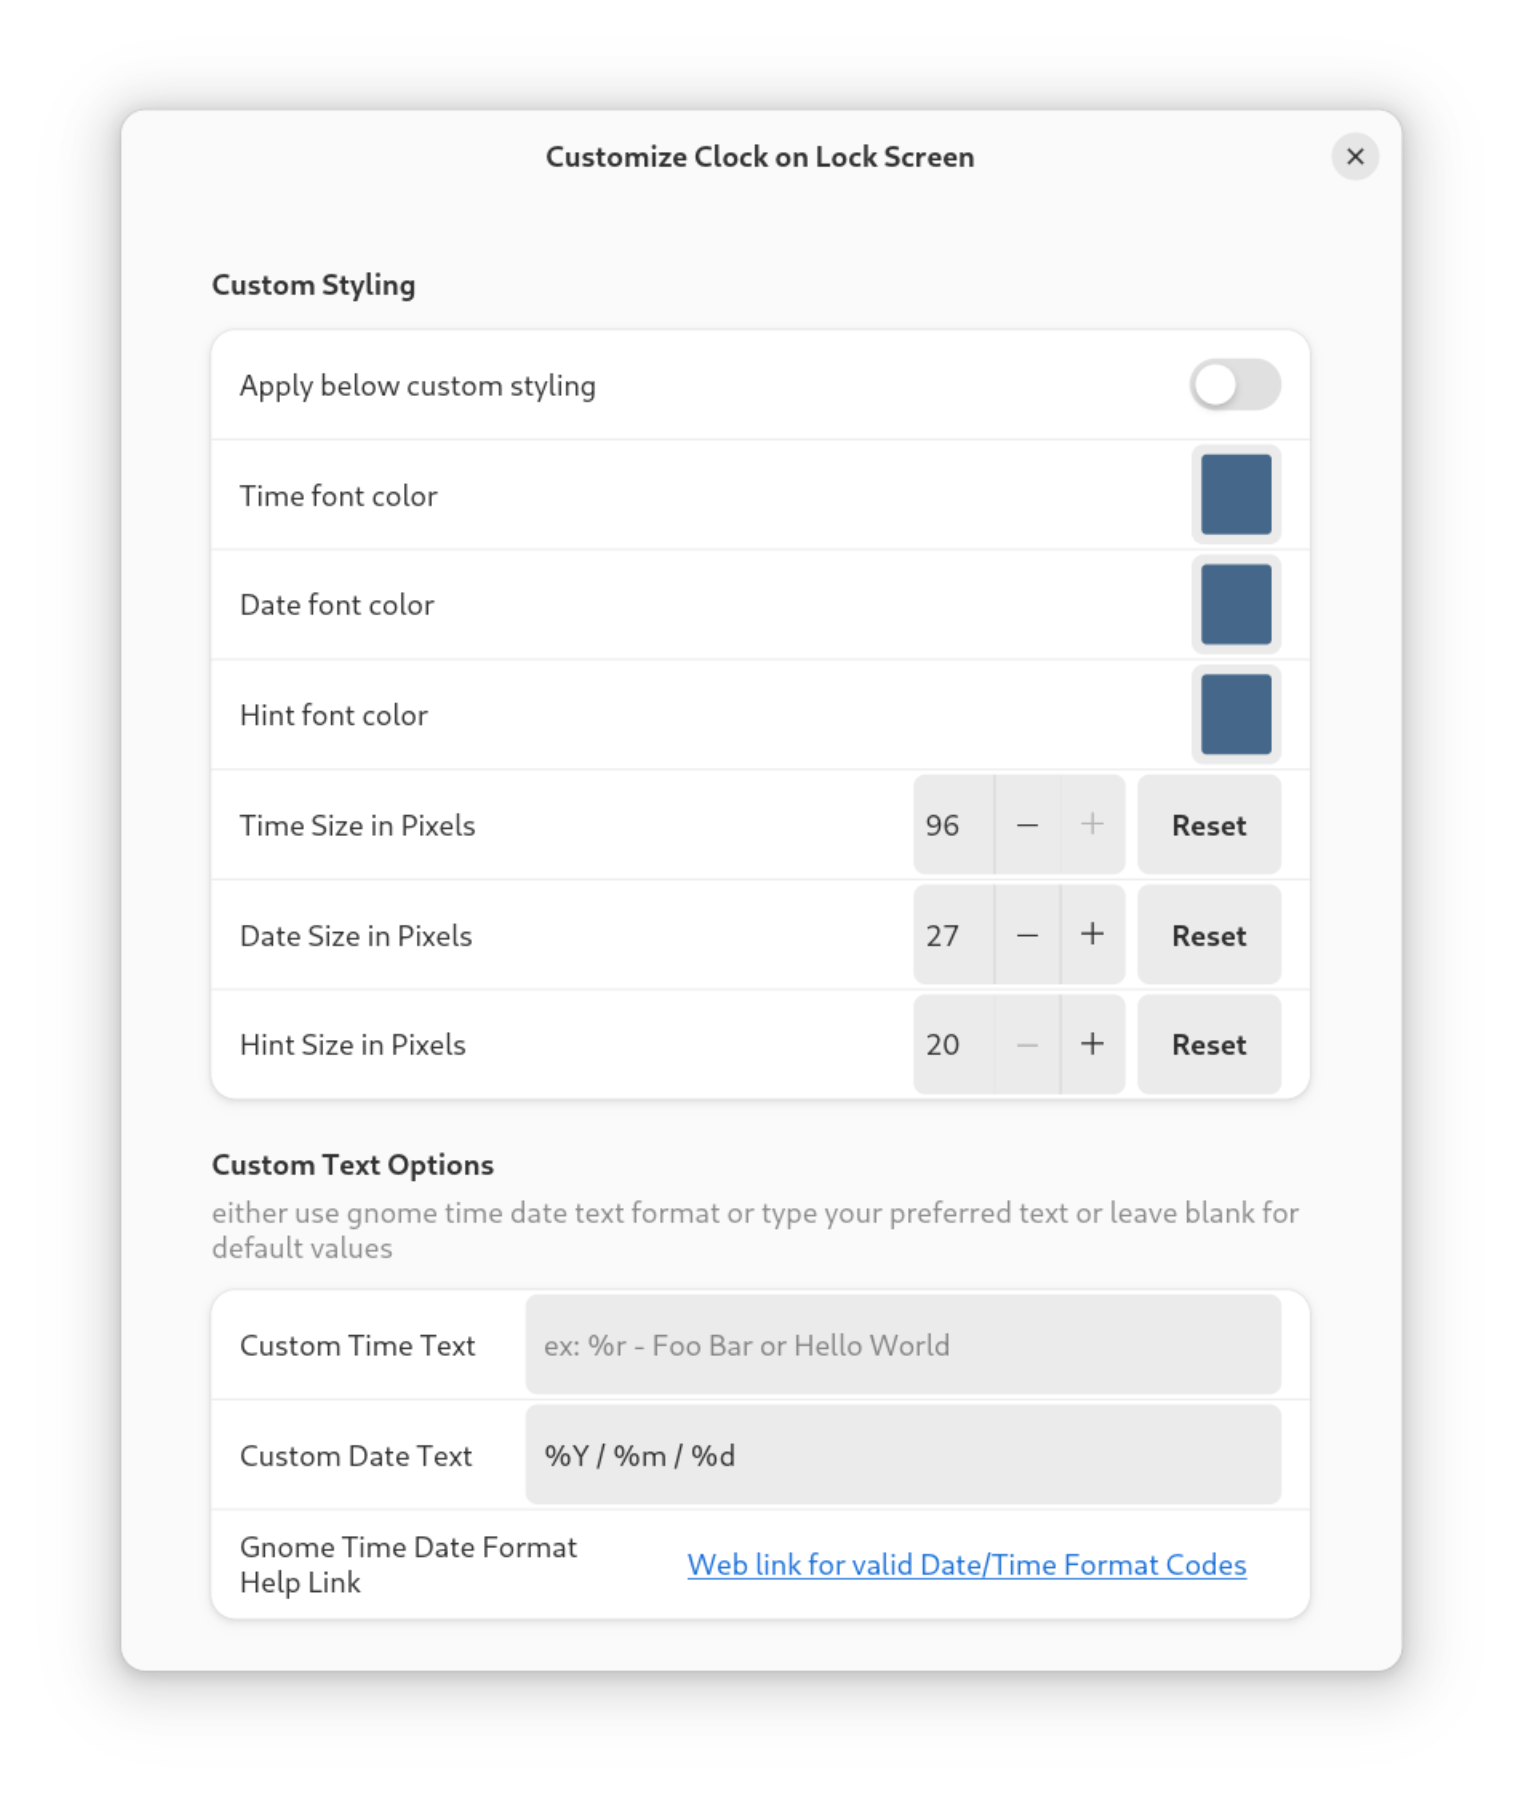 Customize Clock on Lock Screen
Custom Styling
Apply below custom styling
Time font color
Date font color
Hint font color
Time Size in Pixels 96 − + Reset
Date Size in Pixels 27 − + Reset
Hint Size in Pixels 20 − + Reset
Custom Text Options
either use gnome time date text format or type your preferred text or leave blank for
default values
Custom Time Text ex: %r - Foo Bar or Hello World
Custom Date Text %Y / %m / %d
Gnome Time Date Format
Help Link
Web link for valid Date/Time Format Codes